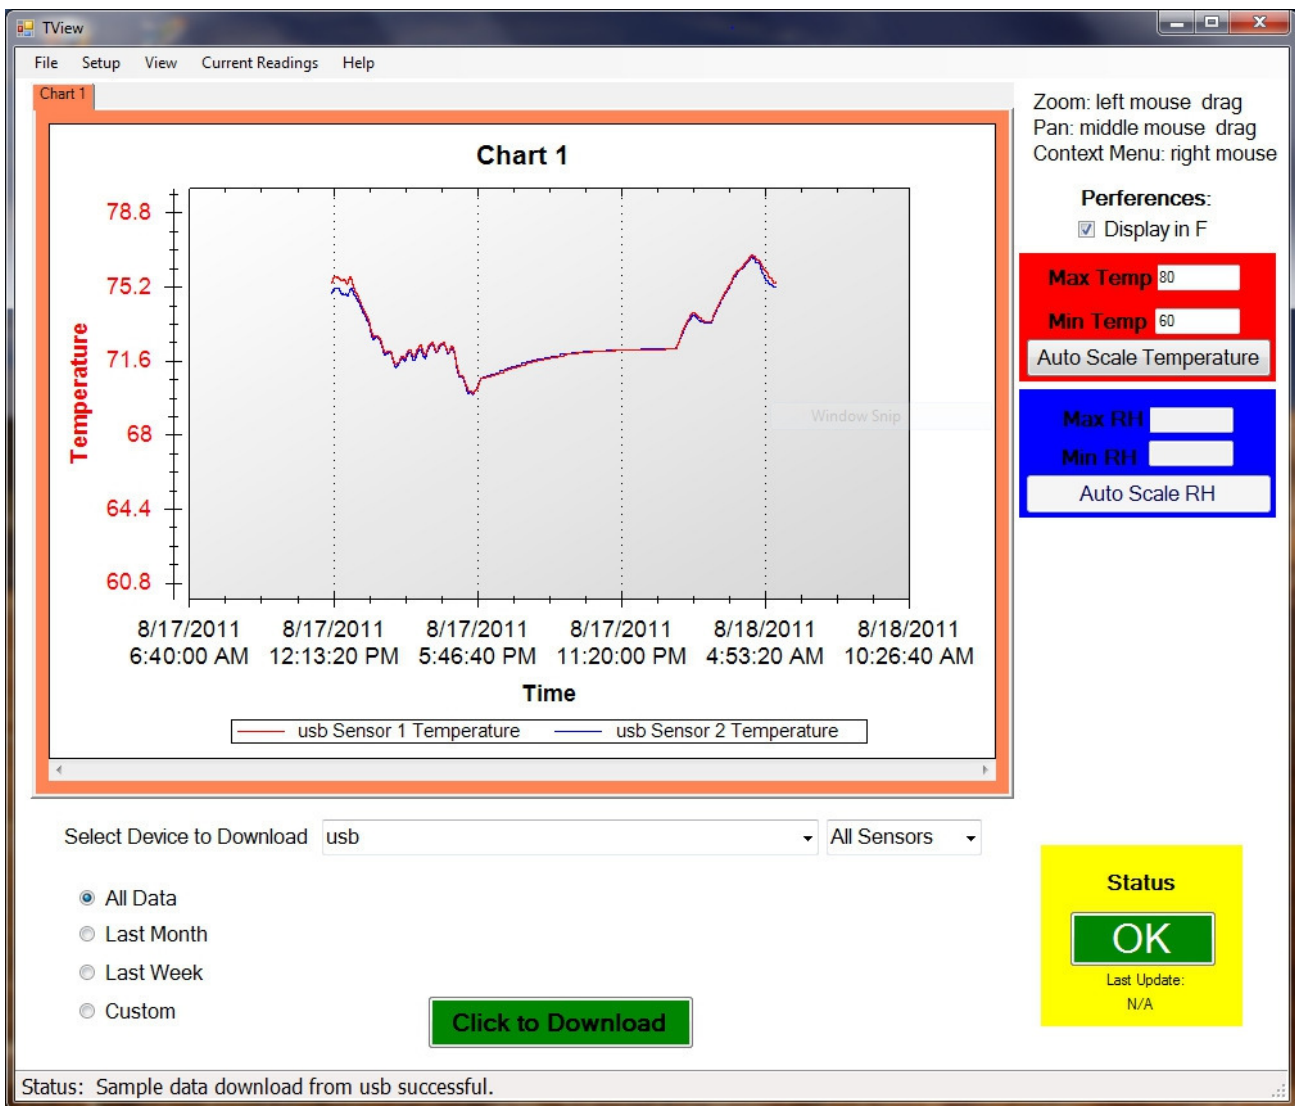 TView
File Setup View Current Readings Help
Chart 1
Zoom: left mouse drag
Pan: middle mouse drag
Context Menu: right mouse
Perferences:
Display in F
Max Temp 80
Min Temp 60
Auto Scale Temperature
Max RH
Min RH
Auto Scale RH
Chart 1
78.8
75.2
71.6
68
64.4
60.8
Temperature
Window Snip
8/17/2011 8/17/2011 8/17/2011 8/17/2011 8/18/2011 8/18/2011
6:40:00 AM 12:13:20 PM 5:46:40 PM 11:20:00 PM 4:53:20 AM 10:26:40 AM
Time
usb Sensor 1 Temperature usb Sensor 2 Temperature
Select Device to Download usb All Sensors
All Data
Last Month
Last Week
Custom
Click to Download
Status
OK
Last Update:
N/A
Status: Sample data download from usb successful.